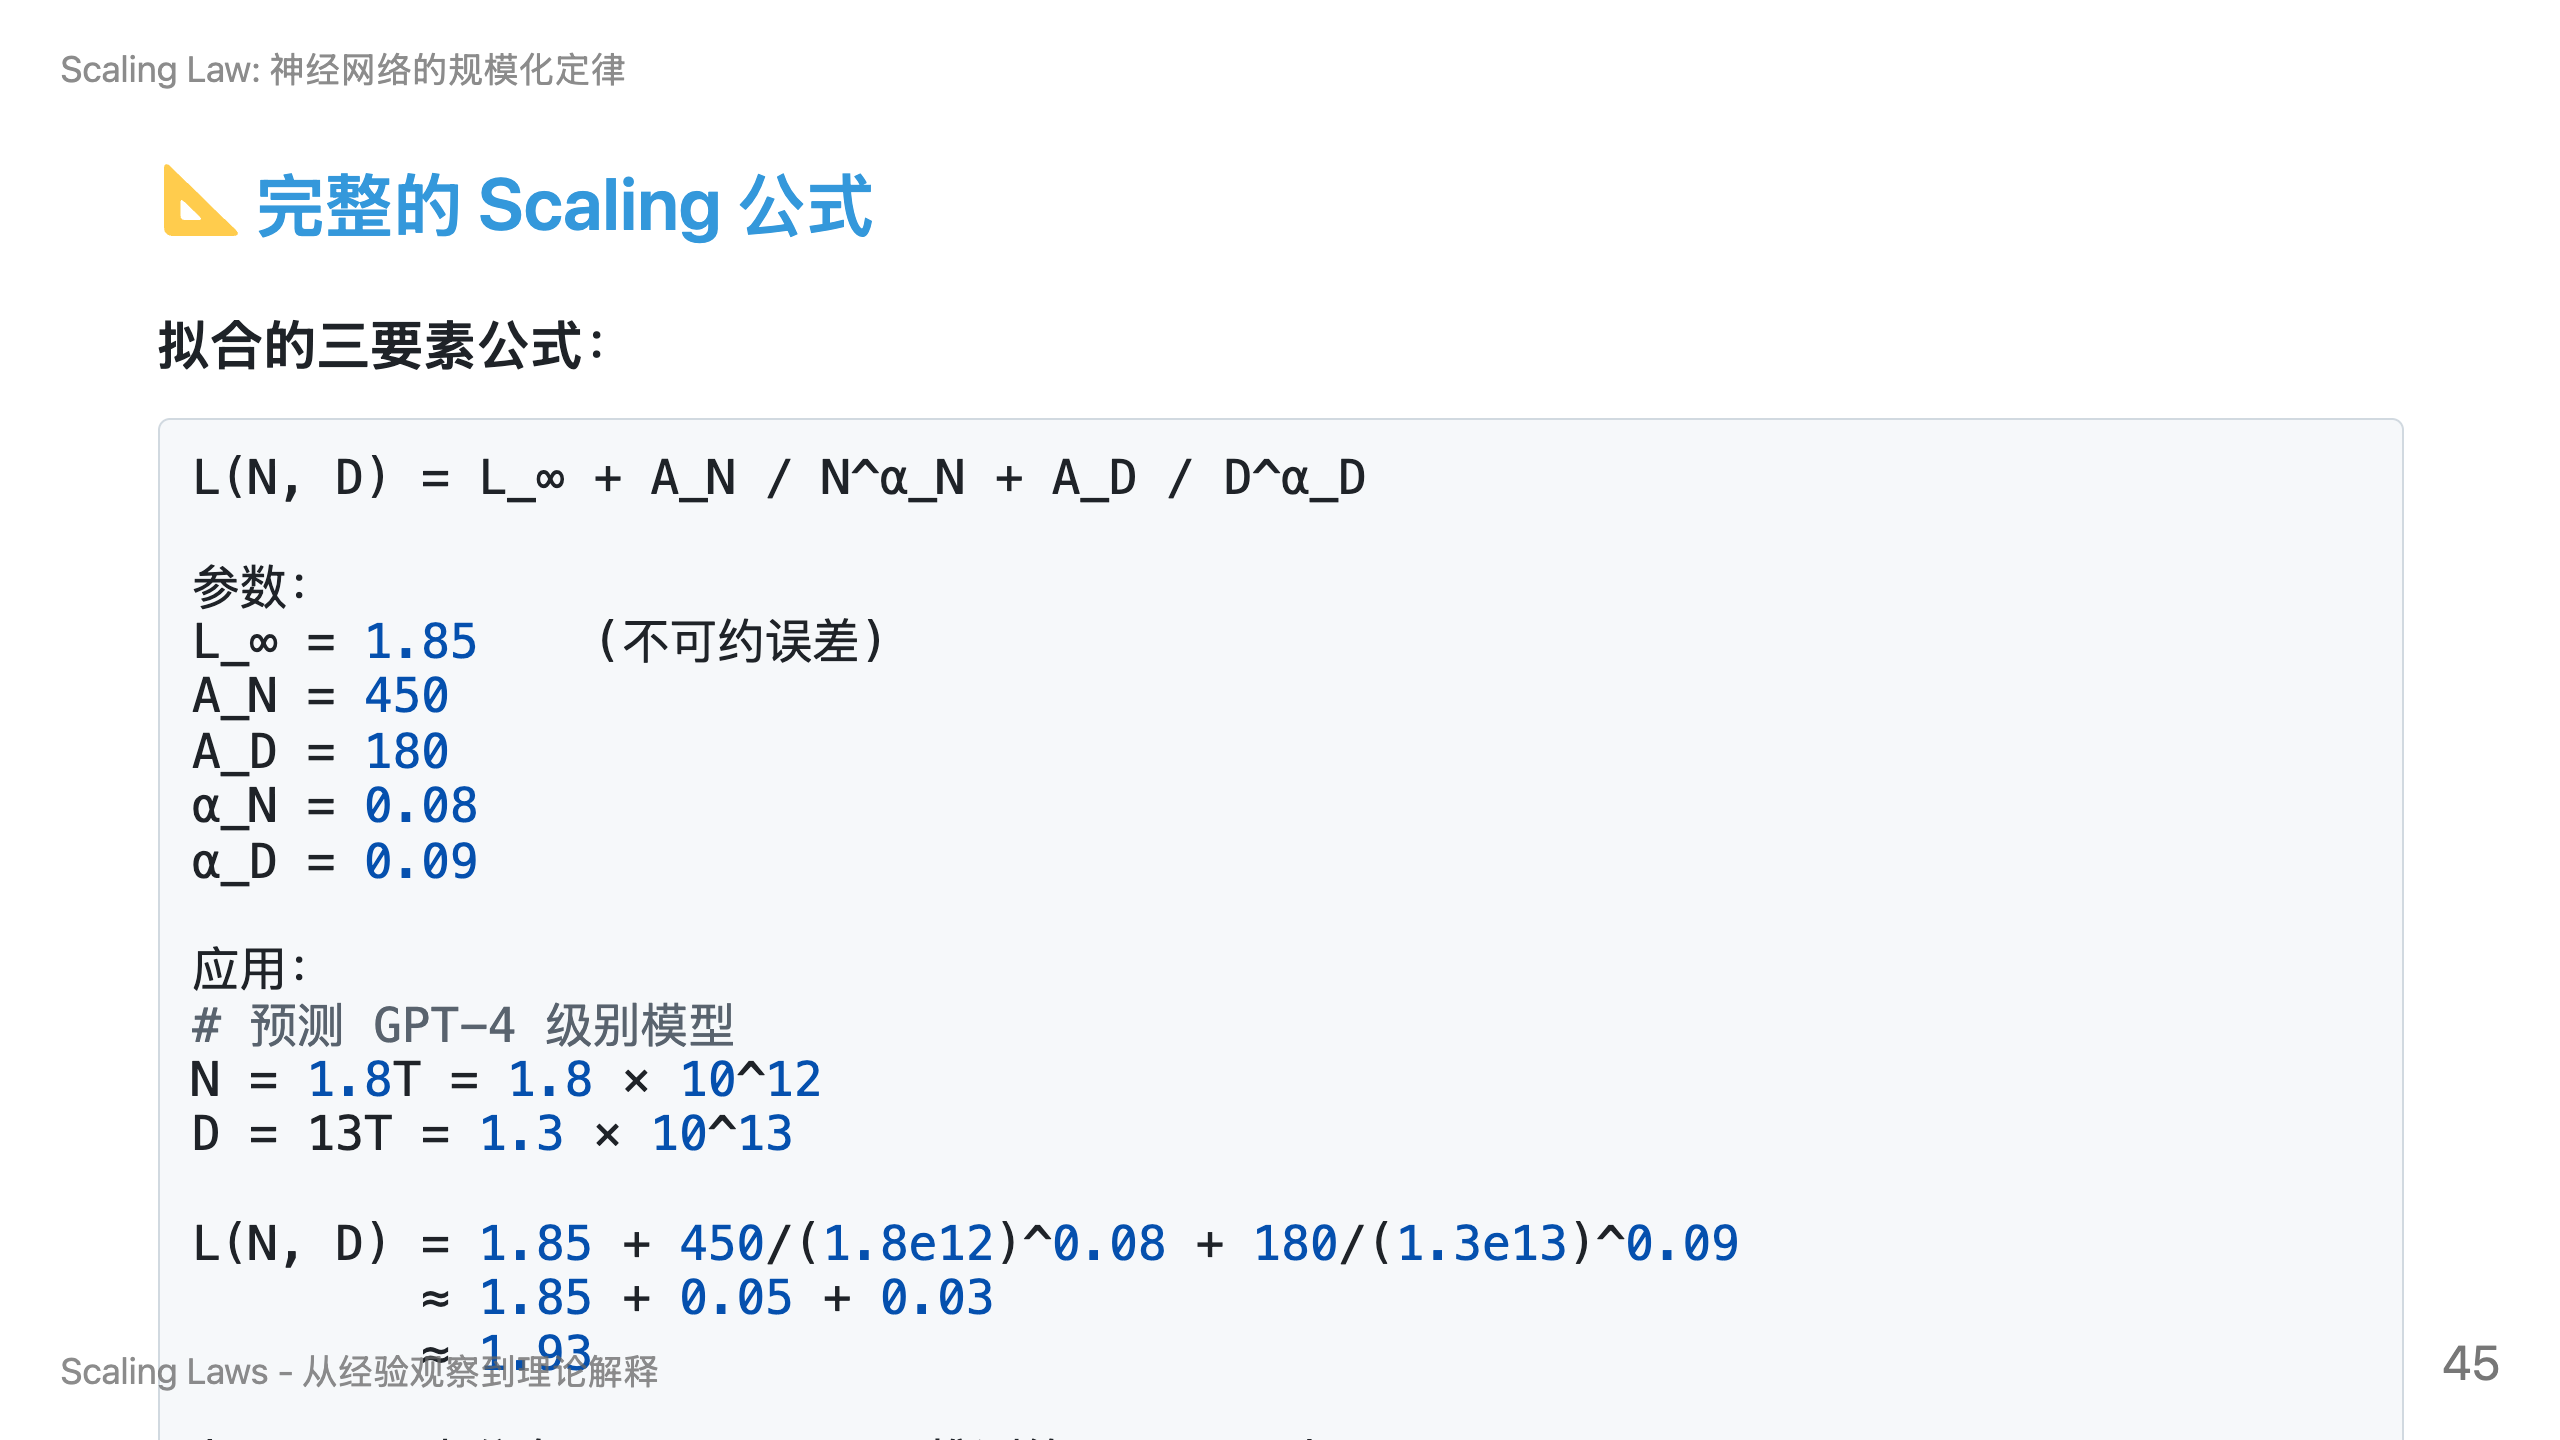 Scaling Law: 神经网络的规模化定律
📐 完整的 Scaling 公式
拟合的三要素公式：
L(N, D) = L_∞ + A_N / N^α_N + A_D / D^α_D
参数：
L_∞ = 1.85    (不可约误差)
A_N = 450
A_D = 180
α_N = 0.08
α_D = 0.09
应用：
# 预测 GPT-4 级别模型
N = 1.8T = 1.8 × 10^12
D = 13T = 1.3 × 10^13
L(N, D) = 1.85 + 450/(1.8e12)^0.08 + 180/(1.3e13)^0.09
≈ 1.85 + 0.05 + 0.03
≈ 1.93
Scaling Laws - 从经验观察到理论解释
45